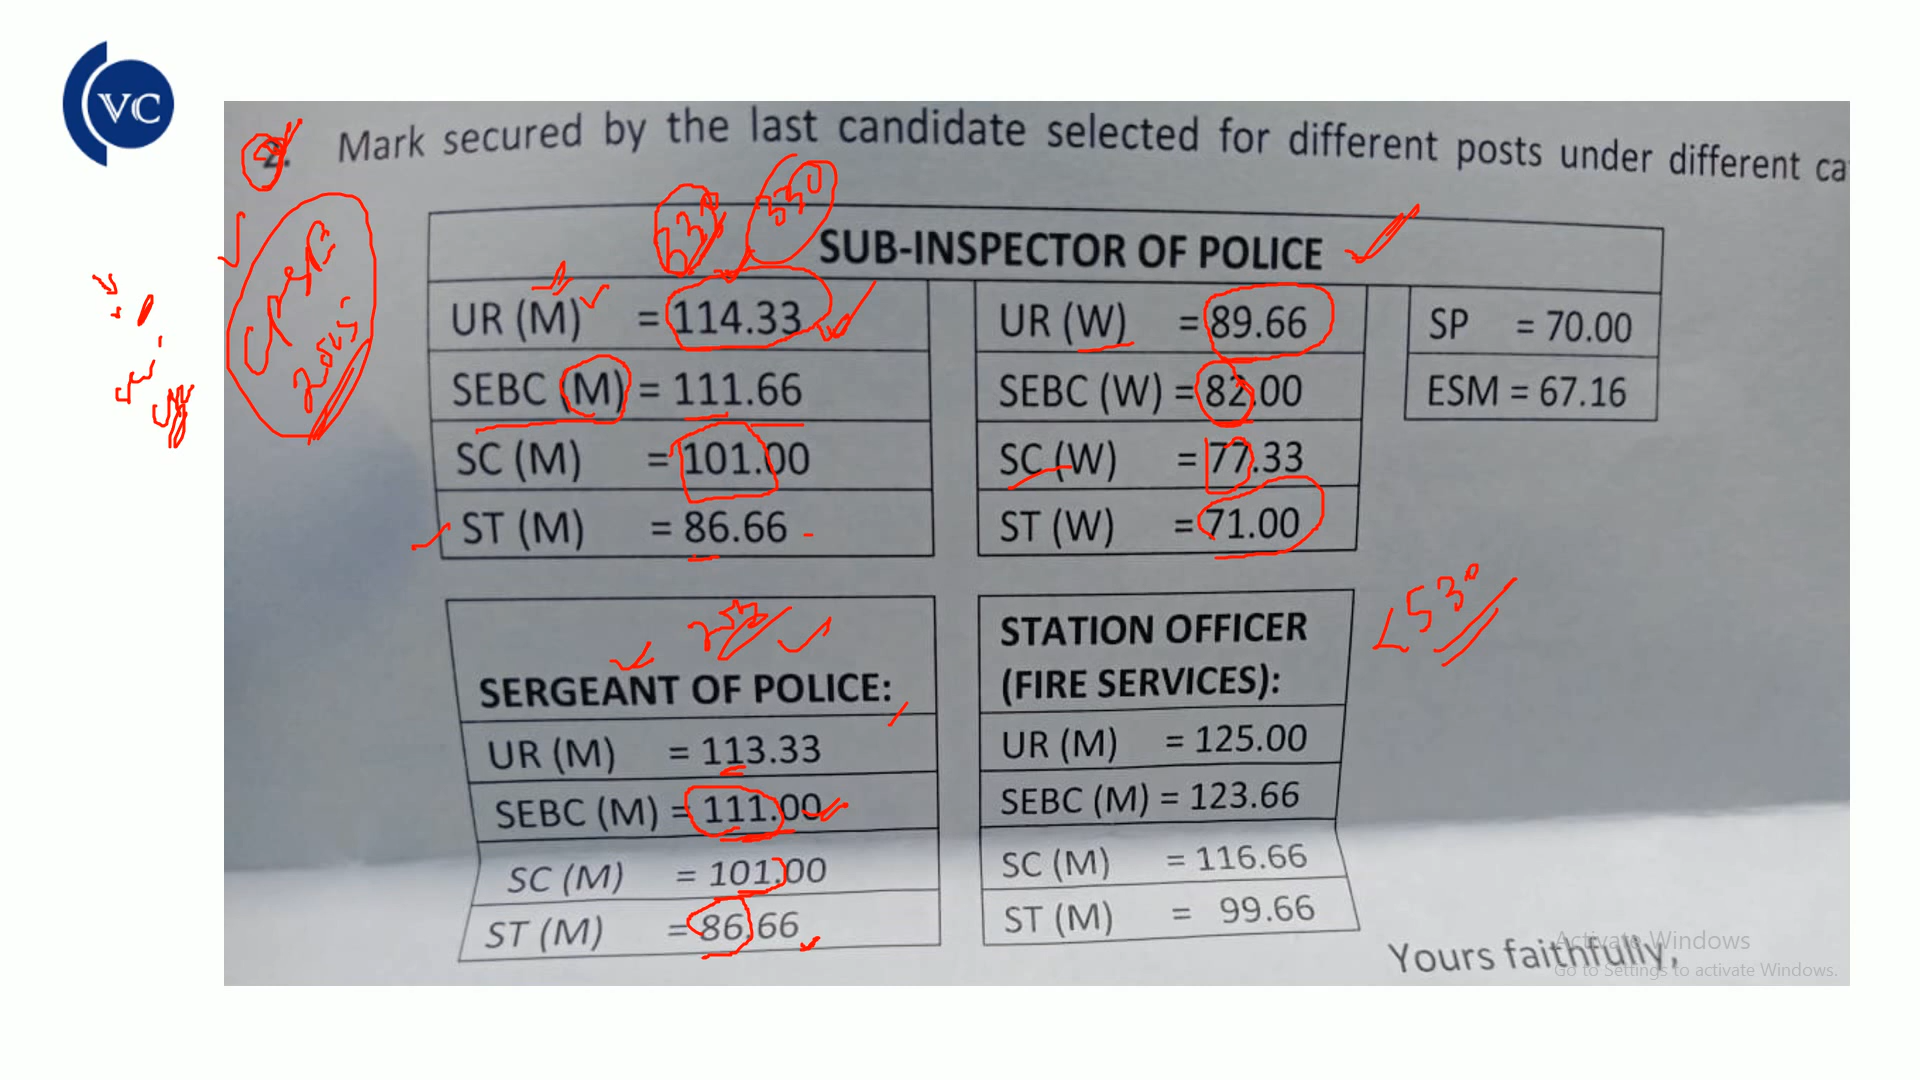 VC
2. Mark secured by the last candidate selected for different posts under different ca
SUB-INSPECTOR OF POLICE
UR (M) = 114.33
SEBC (M) = 111.66
SC (M) = 101.00
ST (M) = 86.66
UR (W) = 89.66
SEBC (W) = 82.00
SC (W) = 77.33
ST (W) = 71.00
SP = 70.00
ESM = 67.16
SERGEANT OF POLICE:
UR (M) = 113.33
SEBC (M) = 111.00
SC (M) = 101.00
ST (M) = 86.66
STATION OFFICER
(FIRE SERVICES):
UR (M) = 125.00
SEBC (M) = 123.66
SC (M) = 116.66
ST (M) = 99.66
Yours faithfully,
Activate Windows
Go to Settings to activate Windows.